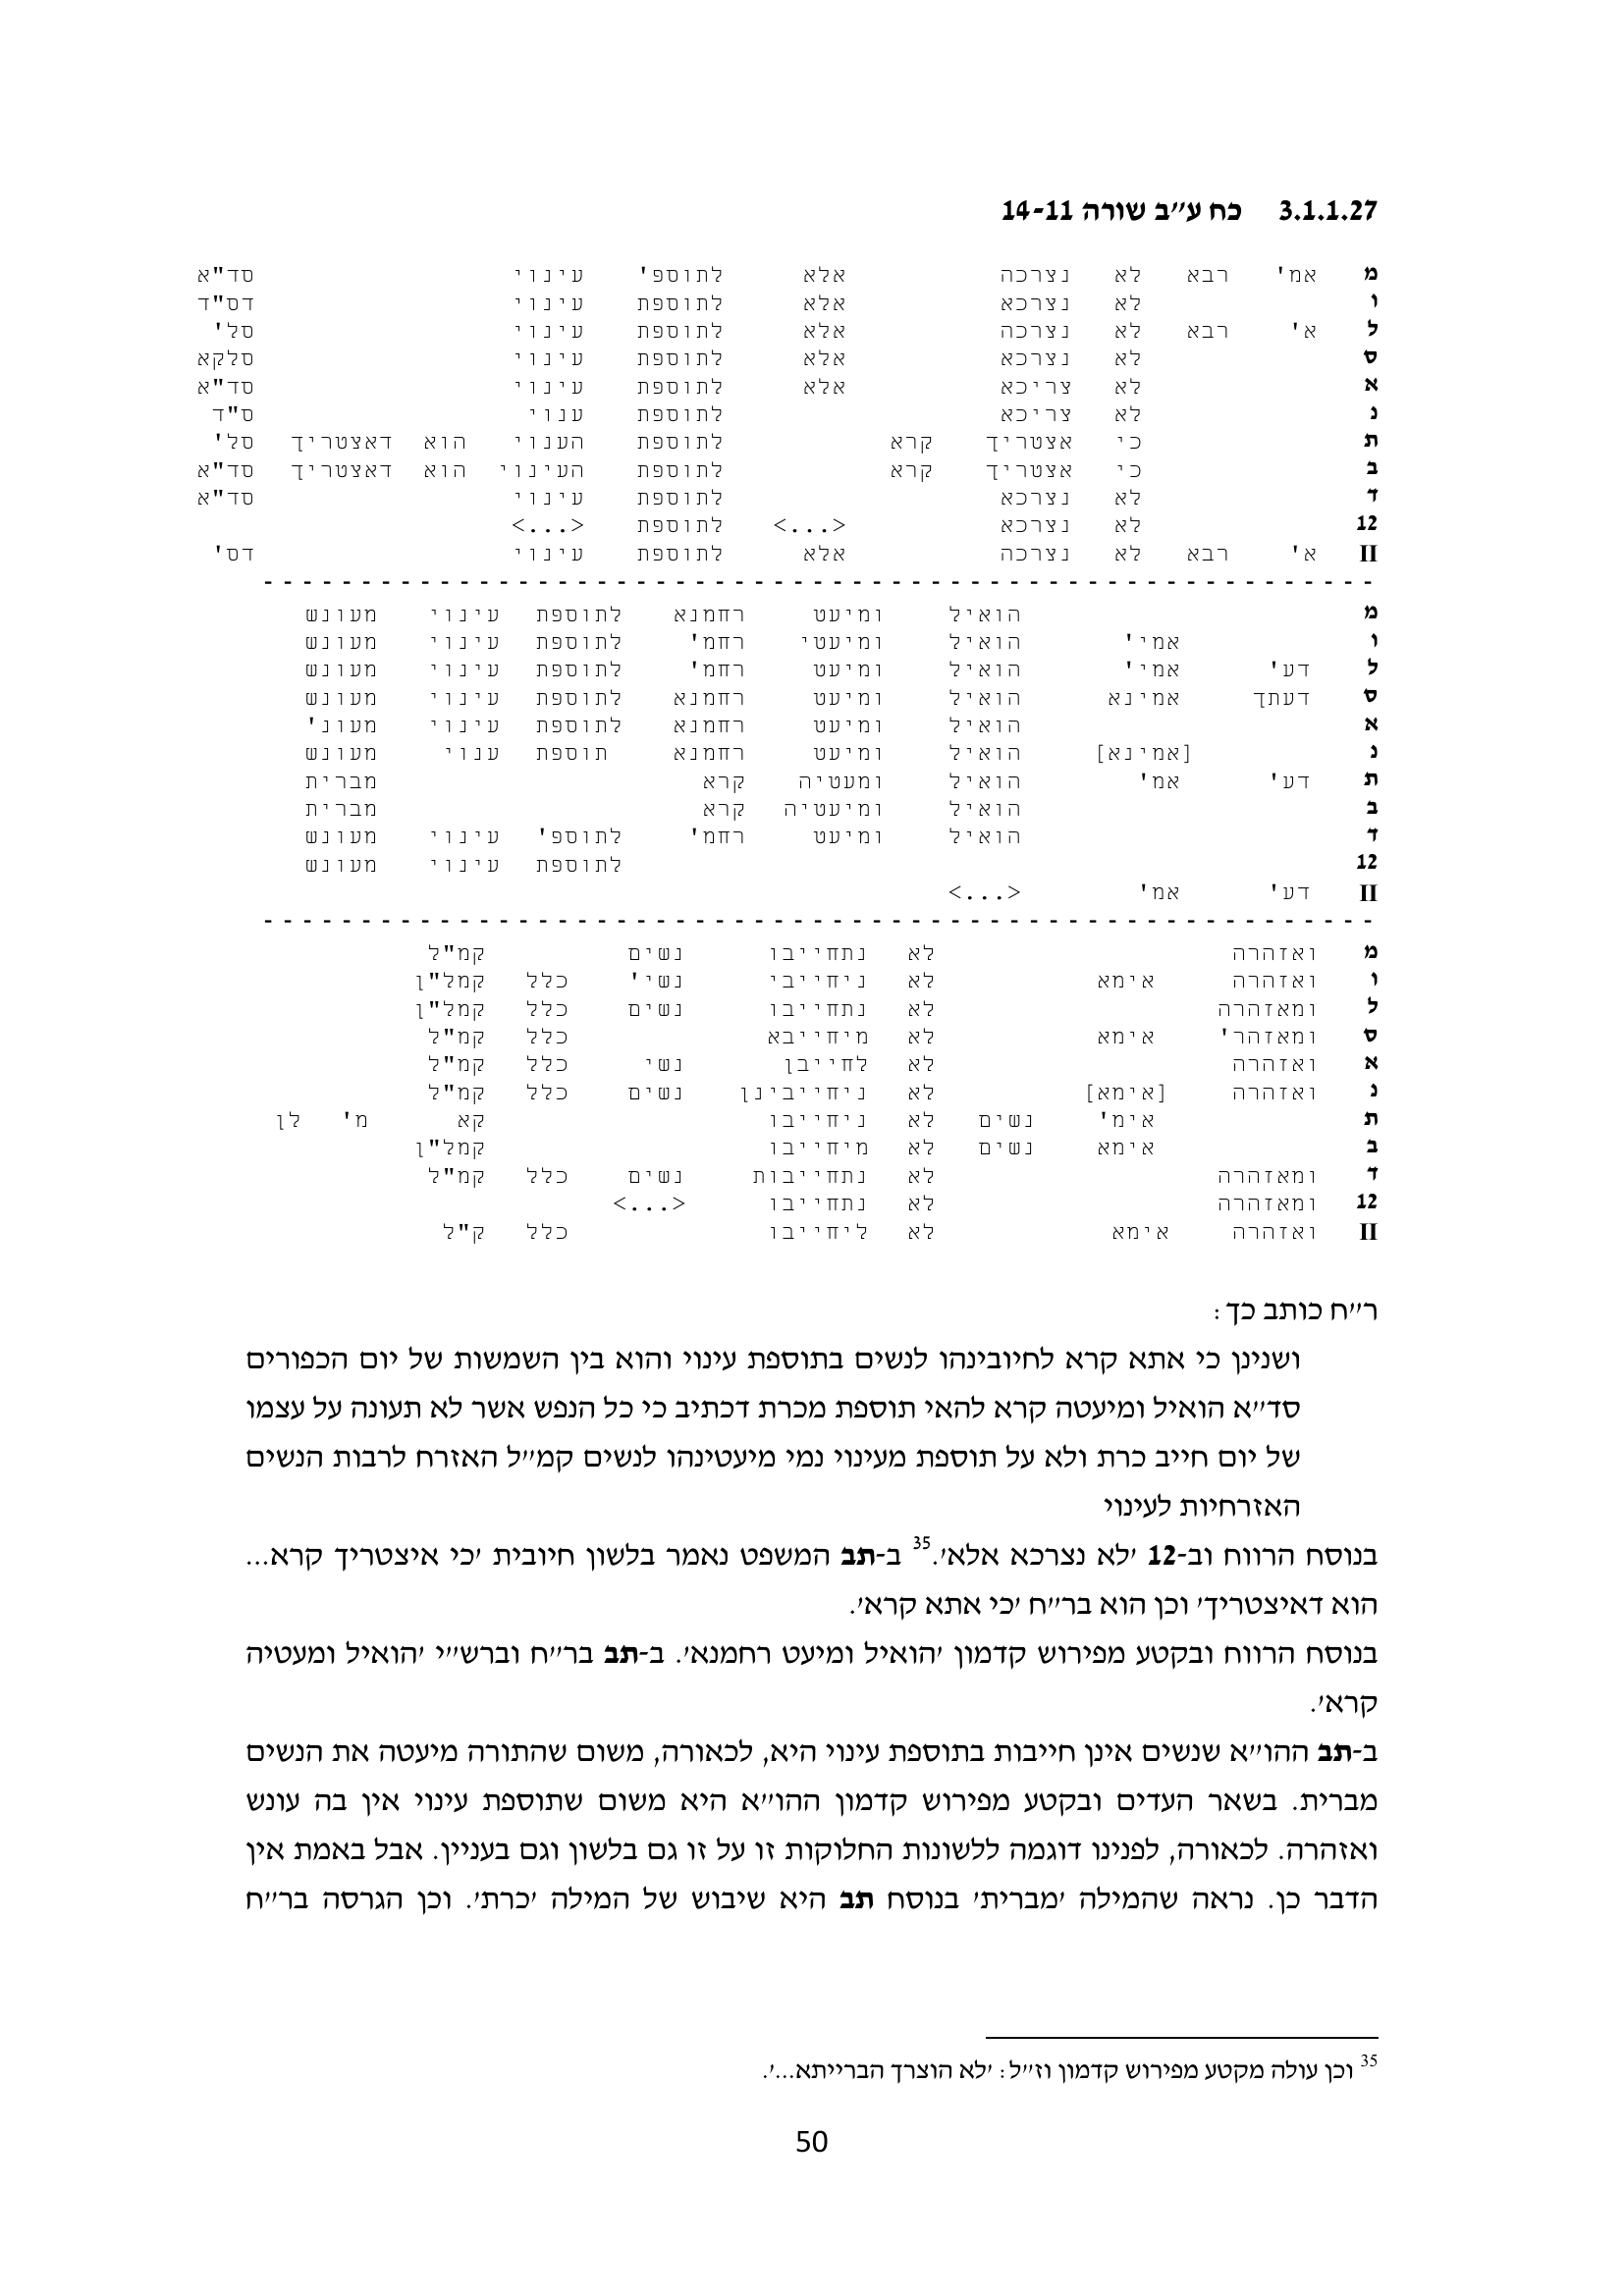 3.1.1.27 כח ע״ב שורה 11-14
מ אמ' רבא לא נצרכה אלא לתוספ' עינוי סד"א
ו לא נצרכא אלא לתוספת עינוי דס"ד
ל א' רבא לא נצרכה אלא לתוספת עינוי סל'
ס לא נצרכא אלא לתוספת עינוי סלקא
א לא צריכא אלא לתוספת עינוי סד"א
נ לא צריכא לתוספת ענוי ס"ד
ת כי אצטריך קרא לתוספת הענוי הוא דאצטריך סל'
ב כי אצטריך קרא לתוספת העינוי הוא דאצטריך סד"א
ד לא נצרכא לתוספת עינוי סד"א
12 לא נצרכא <...> לתוספת <...>
II א' רבא לא נצרכה אלא לתוספת עינוי דס'
- - - - - - - - - - - - - - - - - - - - - - - - - - - - - - - - - - - - - - - - - - - - - - - - - - - - - - - - -
מ הואיל ומיעט רחמנא לתוספת עינוי מעונש
ו אמי' הואיל ומיעטי רחמ' לתוספת עינוי מעונש
ל דע' אמי' הואיל ומיעט רחמ' לתוספת עינוי מעונש
ס דעתך אמינא הואיל ומיעט רחמנא לתוספת עינוי מעונש
א הואיל ומיעט רחמנא לתוספת עינוי מעונ'
נ [אמינא] הואיל ומיעט רחמנא תוספת ענוי מעונש
ת דע' אמ' הואיל ומעטיה קרא מברית
ב הואיל ומיעטיה קרא מברית
ד הואיל ומיעט רחמ' לתוספ' עינוי מעונש
12 לתוספת עינוי מעונש
II דע' אמ' <...>
- - - - - - - - - - - - - - - - - - - - - - - - - - - - - - - - - - - - - - - - - - - - - - - - - - - - - - - - -
מ ואזהרה לא נתחייבו נשים קמ"ל
ו ואזהרה אימא לא ניחייבי נשי' כלל קמל"ן
ל ומאזהרה לא נתחייבו נשים כלל קמל"ן
ס ומאזהר' אימא לא מיחייבא כלל קמ"ל
א ואזהרה לא לחייבן נשי כלל קמ"ל
נ ואזהרה [אימא] לא ניחייבינן נשים כלל קמ"ל
ת אימ' נשים לא ניחייבו קא מ' לן
ב אימא נשים לא מיחייבו קמל"ן
ד ומאזהרה לא נתחייבות נשים כלל קמ"ל
12 ומאזהרה לא נתחייבו <...>
II ואזהרה אימא לא ליחייבו כלל ק"ל
ר״ח כותב כך:
ושנינן כי אתא קרא לחיובינהו לנשים בתוספת עינוי והוא בין השמשות של יום הכפורים
סד״א הואיל ומיעטה קרא להאי תוספת מכרת דכתיב כי כל הנפש אשר לא תעונה על עצמו
של יום חייב כרת ולא על תוספת מעינוי נמי מיעטינהו לנשים קמ״ל האזרח לרבות הנשים
האזרחיות לעינוי
בנוסח הרווח וב-12 ׳לא נצרכא אלא׳.35 ב-תב המשפט נאמר בלשון חיובית ׳כי איצטריך קרא...
הוא דאיצטריך׳ וכן הוא בר״ח ׳כי אתא קרא׳.
בנוסח הרווח ובקטע מפירוש קדמון ׳הואיל ומיעט רחמנא׳. ב-תב בר״ח וברש״י ׳הואיל ומעטיה
קרא׳.
ב-תב ההו״א שנשים אינן חייבות בתוספת עינוי היא, לכאורה, משום שהתורה מיעטה את הנשים
מברית. בשאר העדים ובקטע מפירוש קדמון ההו״א היא משום שתוספת עינוי אין בה עונש
ואזהרה. לכאורה, לפנינו דוגמה ללשונות החלוקות זו על זו גם בלשון וגם בעניין. אבל באמת אין
הדבר כן. נראה שהמילה ׳מברית׳ בנוסח תב היא שיבוש של המילה ׳כרת׳. וכן הגרסה בר״ח
35 וכן עולה מקטע מפירוש קדמון וז״ל: ׳לא הוצרך הברייתא...׳.
50